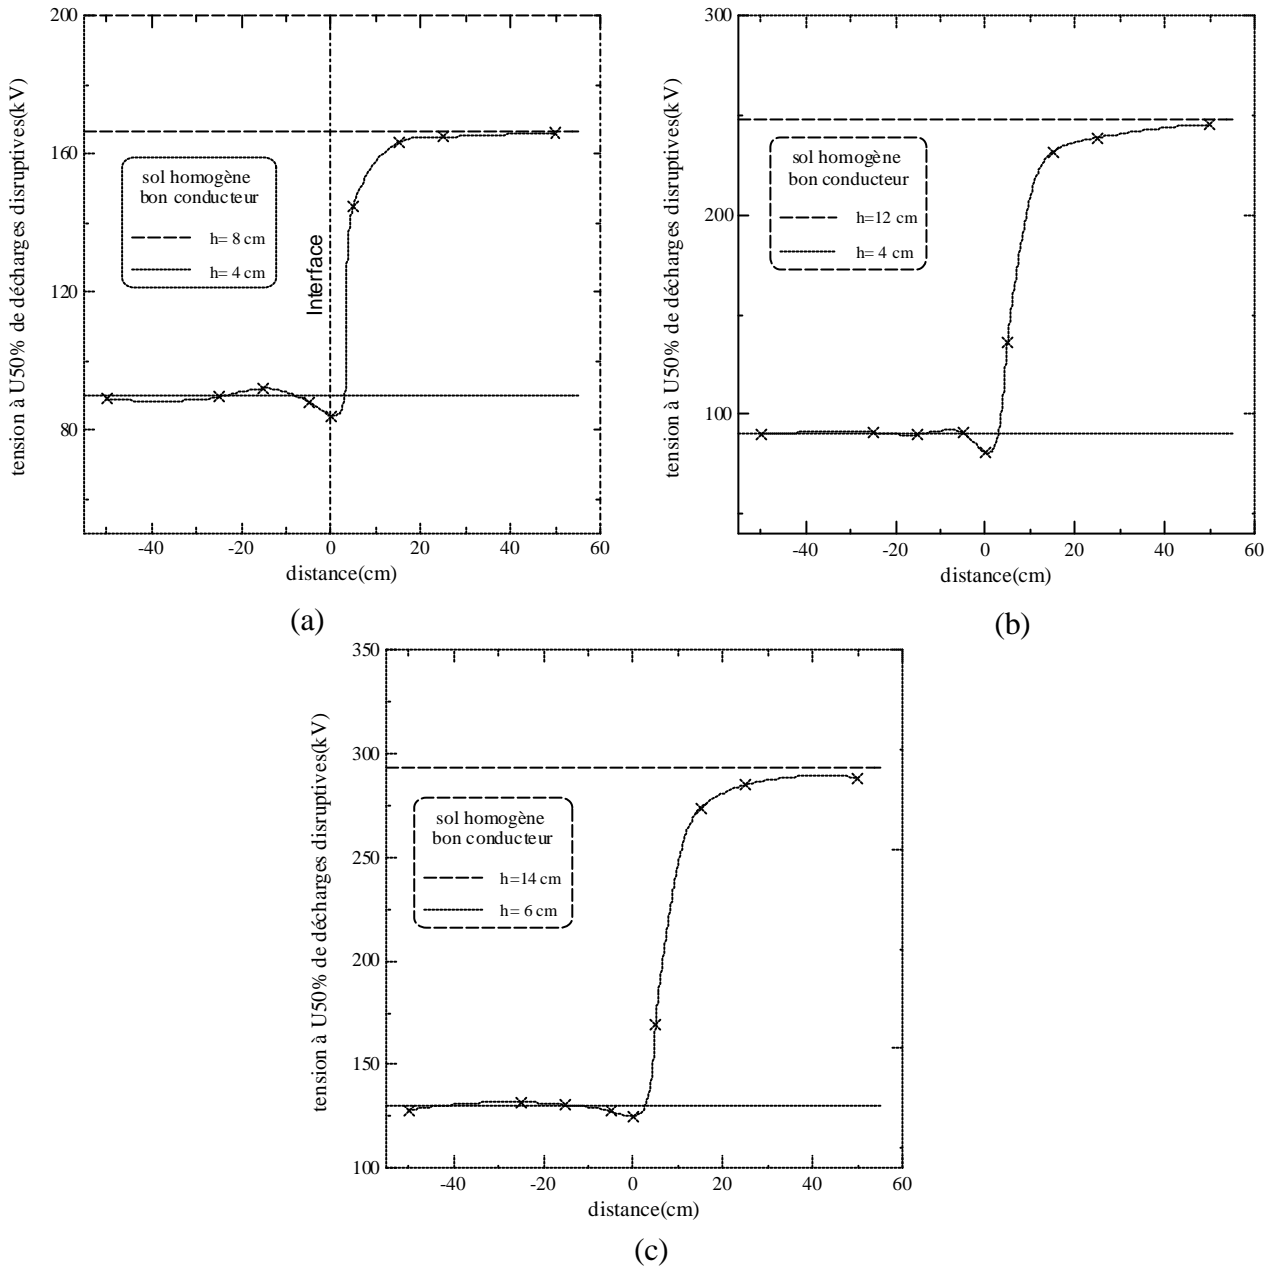 tension à U50% de décharges disruptives(kV)
200
160
120
80
sol homogène
bon conducteur
h= 8 cm
h= 4 cm
Interface
-40
-20
0
20
40
60
distance(cm)
(a)
tension à U50% de décharges disruptives(kV)
300
200
100
sol homogène
bon conducteur
h=12 cm
h= 4 cm
-40
-20
0
20
40
60
distance(cm)
(b)
tension à U50% de décharges disruptives(kV)
350
300
250
200
150
100
sol homogène
bon conducteur
h=14 cm
h= 6 cm
-40
-20
0
20
40
60
distance(cm)
(c)